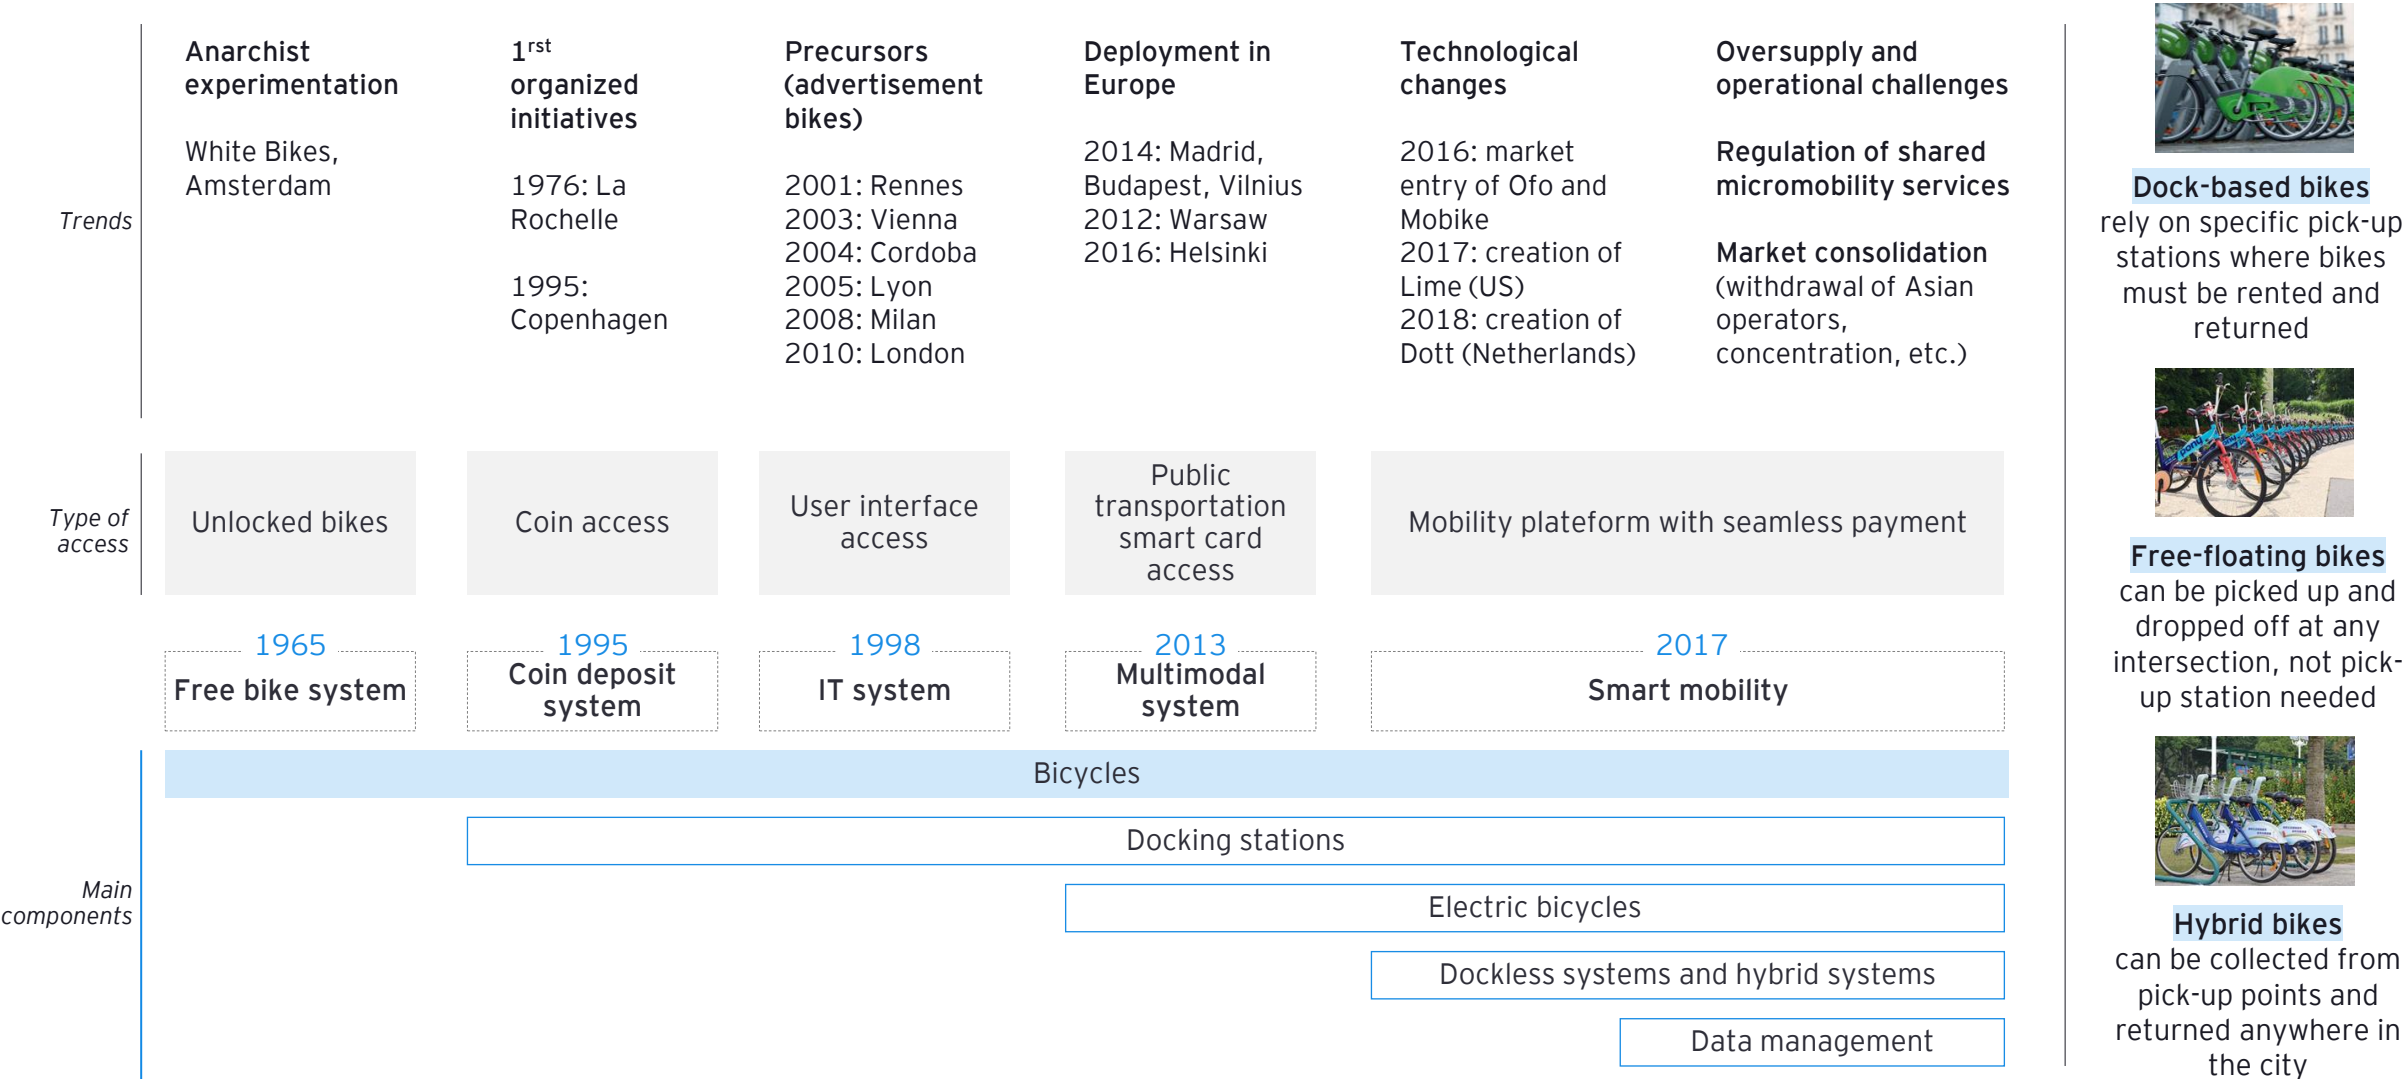 Trends
Anarchist
experimentation
White Bikes,
Amsterdam
1rst
organized
initiatives
1976: La
Rochelle
1995:
Copenhagen
Precursors
(advertisement
bikes)
2001: Rennes
2003: Vienna
2004: Cordoba
2005: Lyon
2008: Milan
2010: London
Deployment in
Europe
2014: Madrid,
Budapest, Vilnius
2012: Warsaw
2016: Helsinki
Technological
changes
2016: market
entry of Ofo and
Mobike
2017: creation of
Lime (US)
2018: creation of
Dott (Netherlands)
Oversupply and
operational challenges
Regulation of shared
micromobility services
Market consolidation
(withdrawal of Asian
operators,
concentration, etc.)
Type of
access
Unlocked bikes
Coin access
User interface
access
Public
transportation
smart card
access
Mobility plateform with seamless payment
1965
Free bike system
1995
Coin deposit
system
1998
IT system
2013
Multimodal
system
2017
Smart mobility
Main
components
Bicycles
Docking stations
Electric bicycles
Dockless systems and hybrid systems
Data management
Dock-based bikes
rely on specific pick-up
stations where bikes
must be rented and
returned
Free-floating bikes
can be picked up and
dropped off at any
intersection, not pick-
up station needed
Hybrid bikes
can be collected from
pick-up points and
returned anywhere in
the city